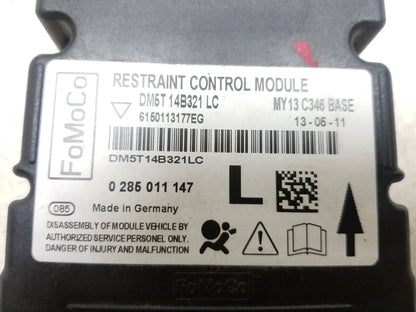 FoMoCo
RESTRAINT CONTROL MODULE
DM5T 14B321 LC
MY13 C346 BASE
6150113177EG
13-06-11
DM5T14B321LC
0 285 011 147
L
085
Made in Germany
DISASSEMBLY OF MODULE VEHICLE BY
AUTHORIZED SERVICE PERSONEL ONLY.
DANGER OF INJURY AND MALFUNCTION
FoMoCo